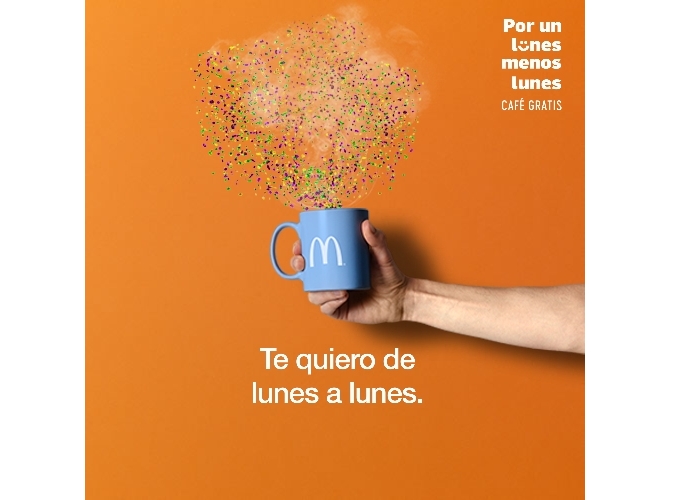 Por un
lunes
menos
lunes
CAFÉ GRATIS
M
Te quiero de
lunes a lunes.